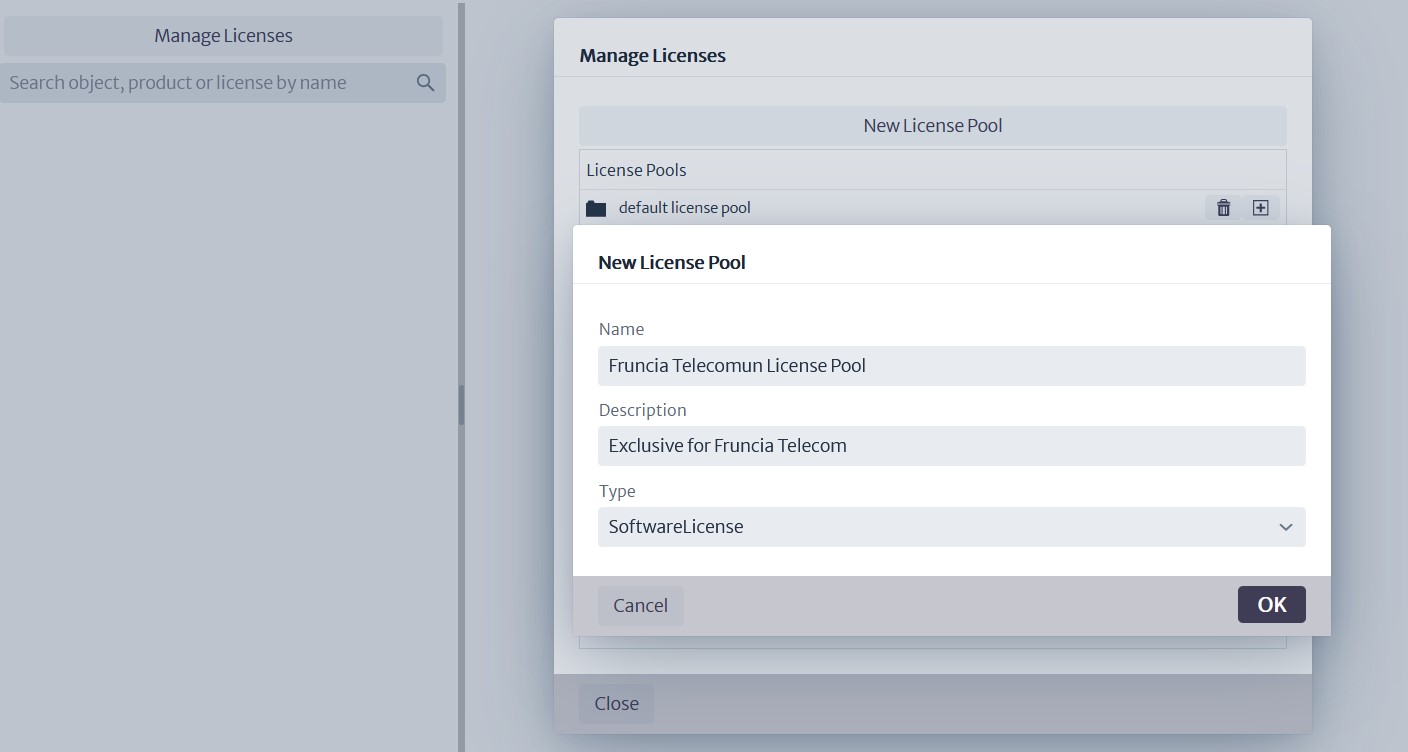 Manage Licenses
Search object, product or license by name
Manage Licenses
New License Pool
License Pools
default license pool
New License Pool
Name
Fruncia Telecomun License Pool
Description
Exclusive for Fruncia Telecom
Type
SoftwareLicense
Cancel
OK
Close